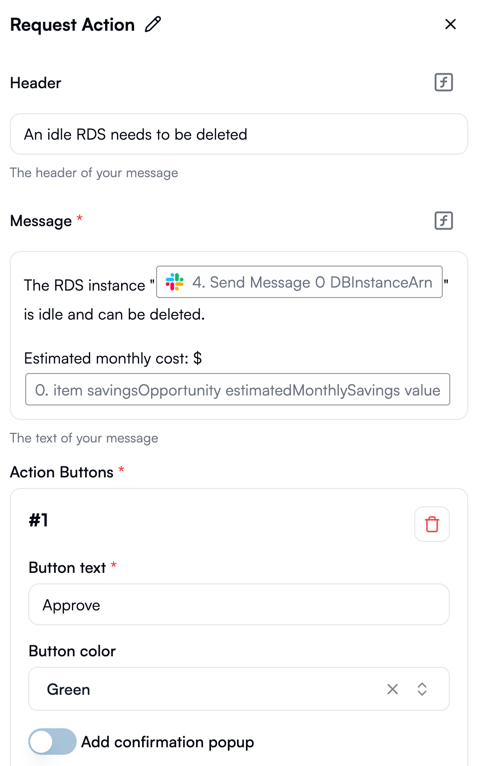 Request Action
Header
An idle RDS needs to be deleted
The header of your message
Message *
The RDS instance " 4. Send Message 0 DBInstanceArn "
is idle and can be deleted.
Estimated monthly cost: $
0. item savingsOpportunity estimatedMonthlySavings value
The text of your message
Action Buttons *
#1
Button text *
Approve
Button color
Green
Add confirmation popup